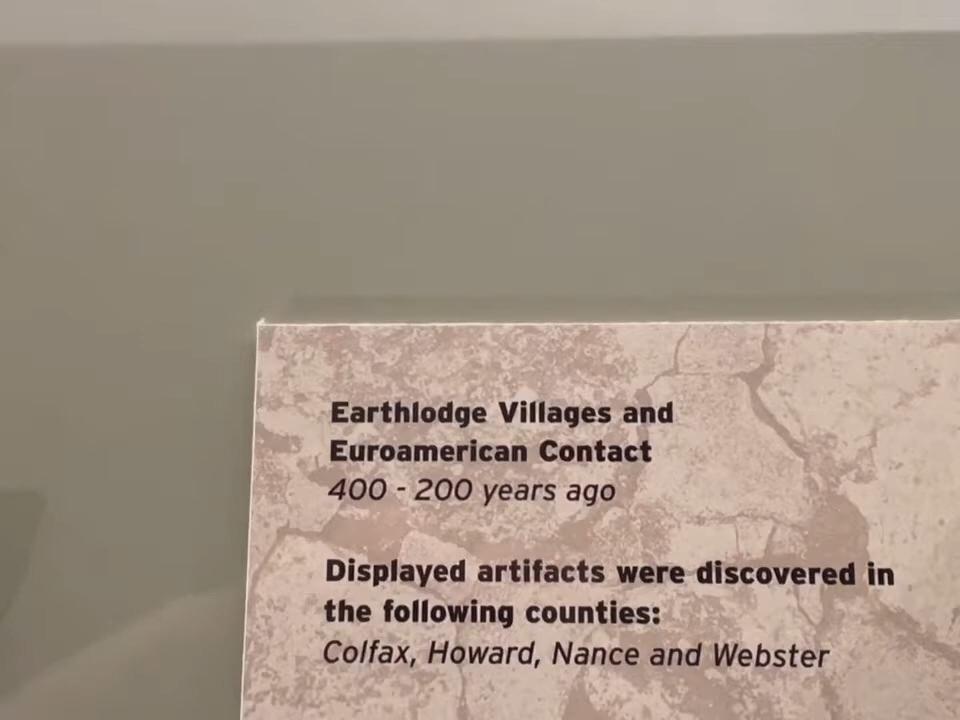 Earthlodge Villages and
Euroamerican Contact
400 - 200 years ago
Displayed artifacts were discovered in
the following counties:
Colfax, Howard, Nance and Webster